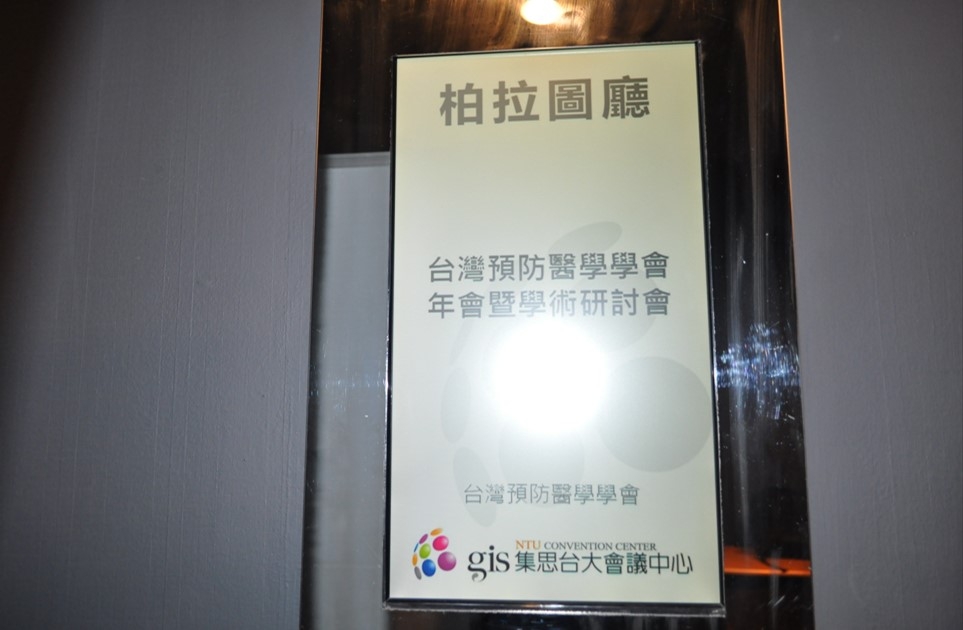 柏拉圖廳
台灣預防醫學學會
年會暨學術研討會
台灣預防醫學學會
NTU CONVENTION CENTER
gis 集思台大會議中心